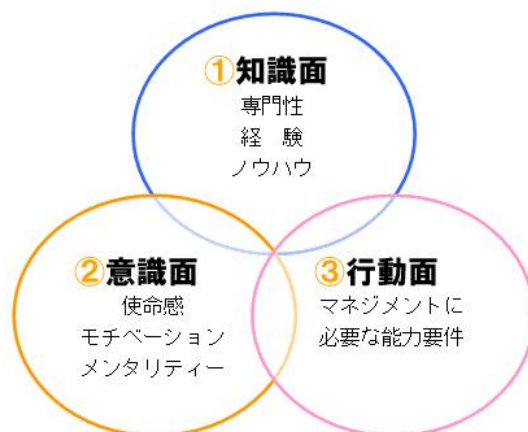 ①知識面
専門性
経　験
ノウハウ
②意識面
使命感
モチベーション
メンタリティー
③行動面
マネジメントに
必要な能力要件